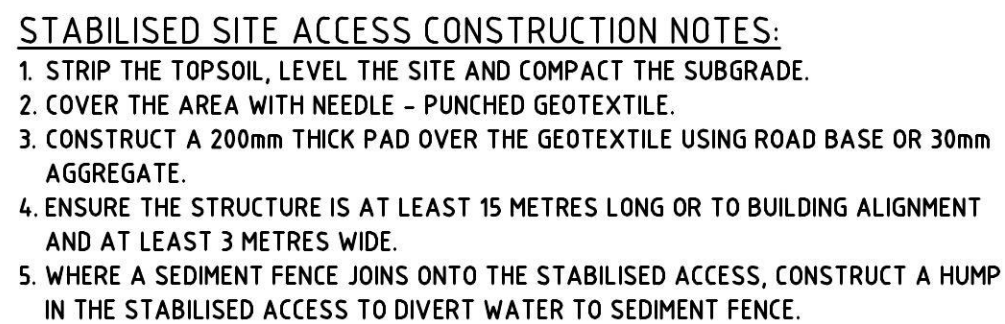 STABILISED SITE ACCESS CONSTRUCTION NOTES:
1. STRIP THE TOPSOIL, LEVEL THE SITE AND COMPACT THE SUBGRADE.
2. COVER THE AREA WITH NEEDLE - PUNCHED GEOTEXTILE.
3. CONSTRUCT A 200mm THICK PAD OVER THE GEOTEXTILE USING ROAD BASE OR 30mm
AGGREGATE.
4. ENSURE THE STRUCTURE IS AT LEAST 15 METRES LONG OR TO BUILDING ALIGNMENT
AND AT LEAST 3 METRES WIDE.
5. WHERE A SEDIMENT FENCE JOINS ONTO THE STABILISED ACCESS, CONSTRUCT A HUMP
IN THE STABILISED ACCESS TO DIVERT WATER TO SEDIMENT FENCE.